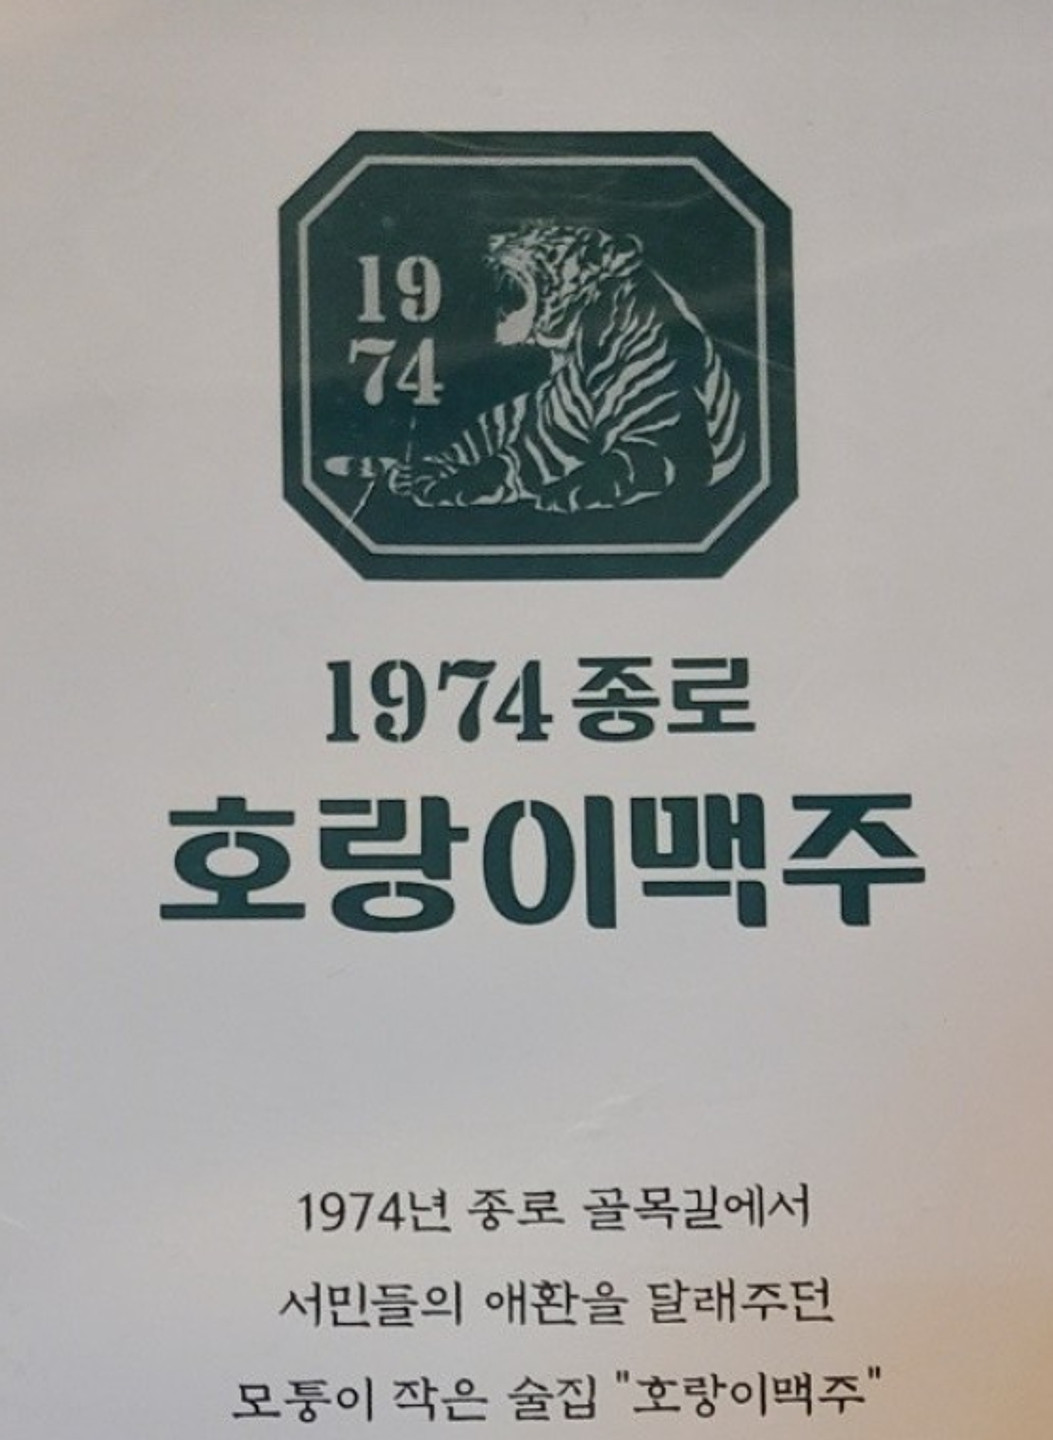 19
74
1974 종로
호랑이맥주
1974년 종로 골목길에서
서민들의 애환을 달래주던
모퉁이 작은 술집 "호랑이맥주"